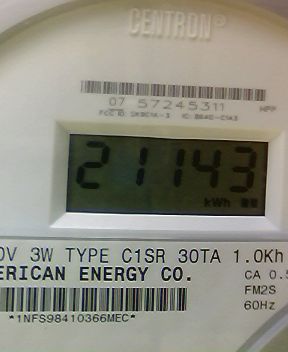 CENTRON®
07 57245311
21143
kWh
0V 3W TYPE C1SR 30TA 1.0Kh
ERICAN ENERGY CO.
CA 0.5
FM2S
60Hz
*1NFS98410366MEC*